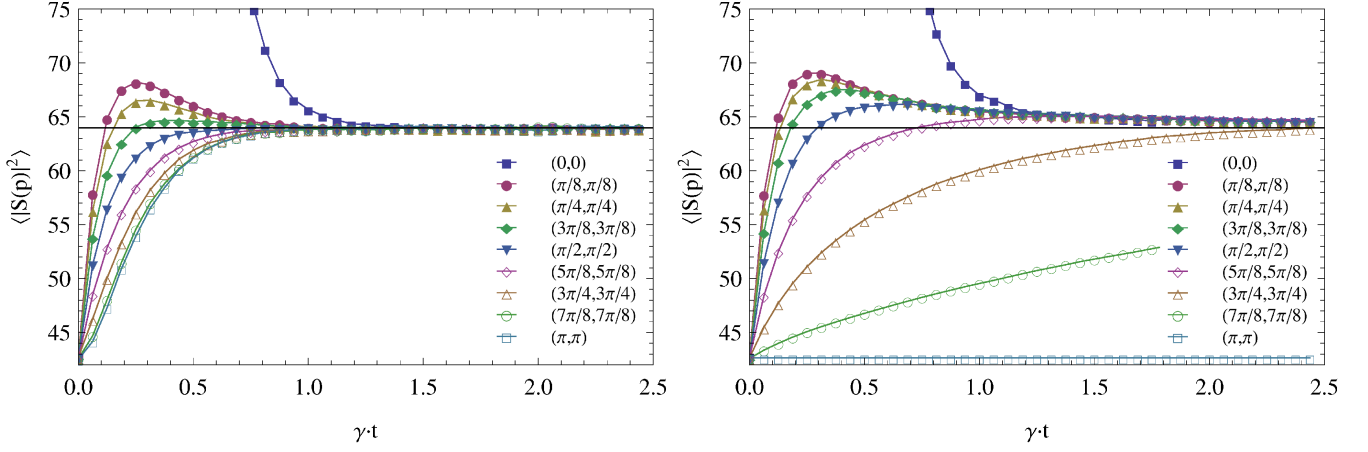 75
70
65
60
55
50
45
⟨|S(p)|²⟩
0.0 0.5 1.0 1.5 2.0 2.5
γ·t
(0,0)
(π/8,π/8)
(π/4,π/4)
(3π/8,3π/8)
(π/2,π/2)
(5π/8,5π/8)
(3π/4,3π/4)
(7π/8,7π/8)
(π,π)
75
70
65
60
55
50
45
⟨|S(p)|²⟩
0.0 0.5 1.0 1.5 2.0 2.5
γ·t
(0,0)
(π/8,π/8)
(π/4,π/4)
(3π/8,3π/8)
(π/2,π/2)
(5π/8,5π/8)
(3π/4,3π/4)
(7π/8,7π/8)
(π,π)